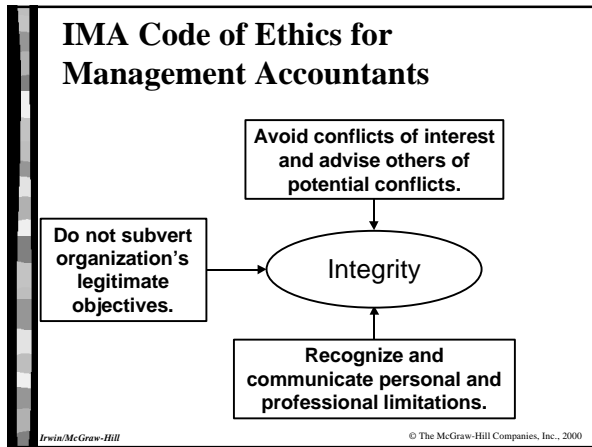 IMA Code of Ethics for
Management Accountants
Avoid conflicts of interest
and advise others of
potential conflicts.
Do not subvert
organization's
legitimate
objectives.
Integrity
Recognize and
communicate personal and
professional limitations.
Irwin/McGraw-Hill
© The McGraw-Hill Companies, Inc., 2000